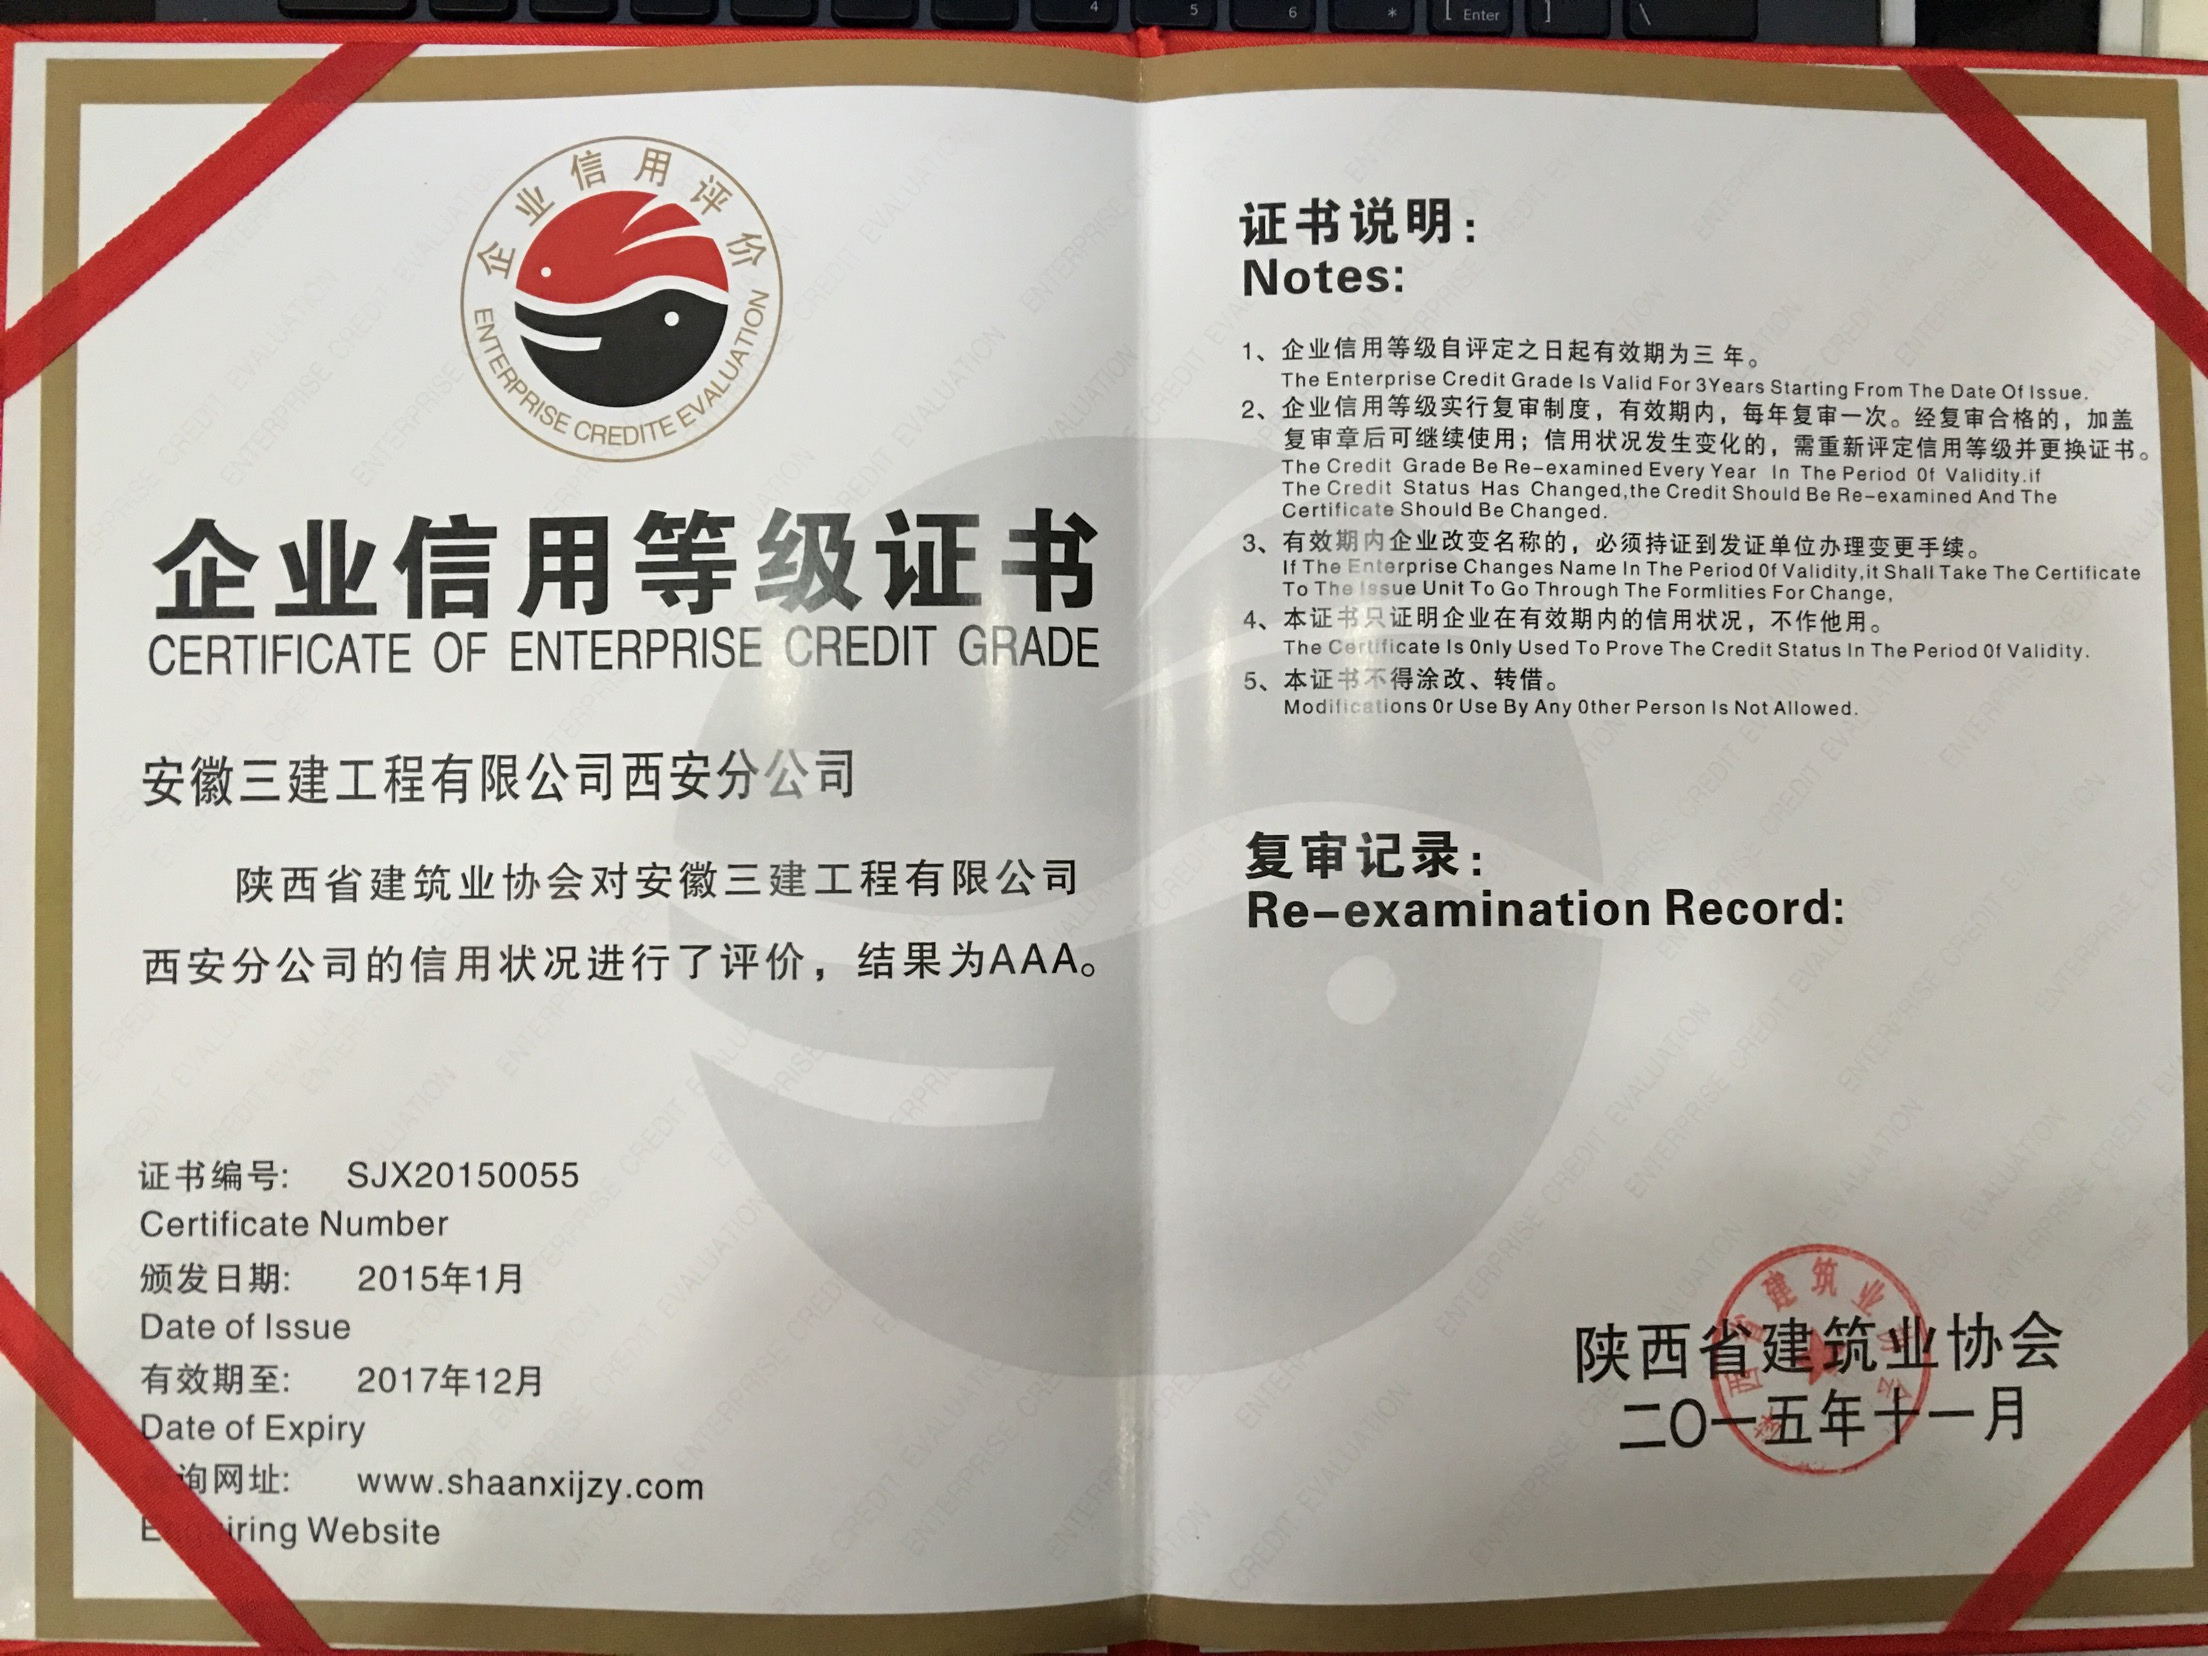 企业信用评价
ENTERPRISE CREDITE EVALUATION
企业信用等级证书
CERTIFICATE OF ENTERPRISE CREDIT GRADE
安徽三建工程有限公司西安分公司
陕西省建筑业协会对安徽三建工程有限公司
西安分公司的信用状况进行了评价，结果为AAA。
证书编号: SJX20150055
Certificate Number
颁发日期: 2015年1月
Date of Issue
有效期至: 2017年12月
Date of Expiry
询网址: www.shaanxijzy.com
Website
证书说明：
Notes:
1、企业信用等级自评定之日起有效期为三 年。
The Enterprise Credit Grade Is Valid For 3Years Starting From The Date Of Issue.
2、企业信用等级实行复审制度，有效期内，每年复审一次。经复审合格的，加盖
复审章后可继续使用；信用状况发生变化的，需重新评定信用等级并更换证书。
The Credit Grade Be Re-examined Every Year In The Period Of Validity.if
The Credit Status Has Changed,the Credit Should Be Re-examined And The
Certificate Should Be Changed.
3、有效期内企业改变名称的，必须持证到发证单位办理变更手续。
If The Enterprise Changes Name In The Period Of Validity,it Shall Take The Certificate
To The Issue Unit To Go Through The Formlities For Change,
4、本证书只证明企业在有效期内的信用状况，不作他用。
The Certificate Is Only Used To Prove The Credit Status In The Period Of Validity.
5、本证书不得涂改、转借。
Modifications Or Use By Any Other Person Is Not Allowed.
复审记录：
Re-examination Record:
陕西省建筑业协会
二〇一五年十一月
陕西省建筑业协会
4 5 6 * [ Enter ] \